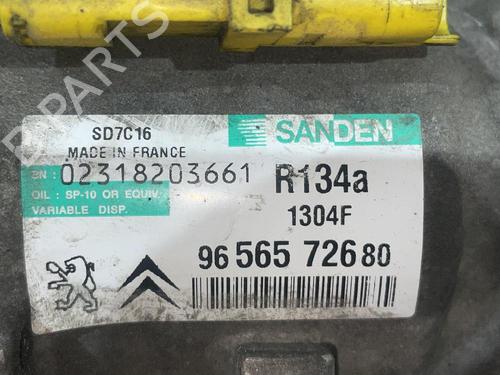 B PARTS
SD7C16
SANDEN
MADE IN FRANCE
SN : 02318203661
R134a
OIL : SP-10 OR EQUIV.
1304F
VARIABLE DISP.
96 565 726 80